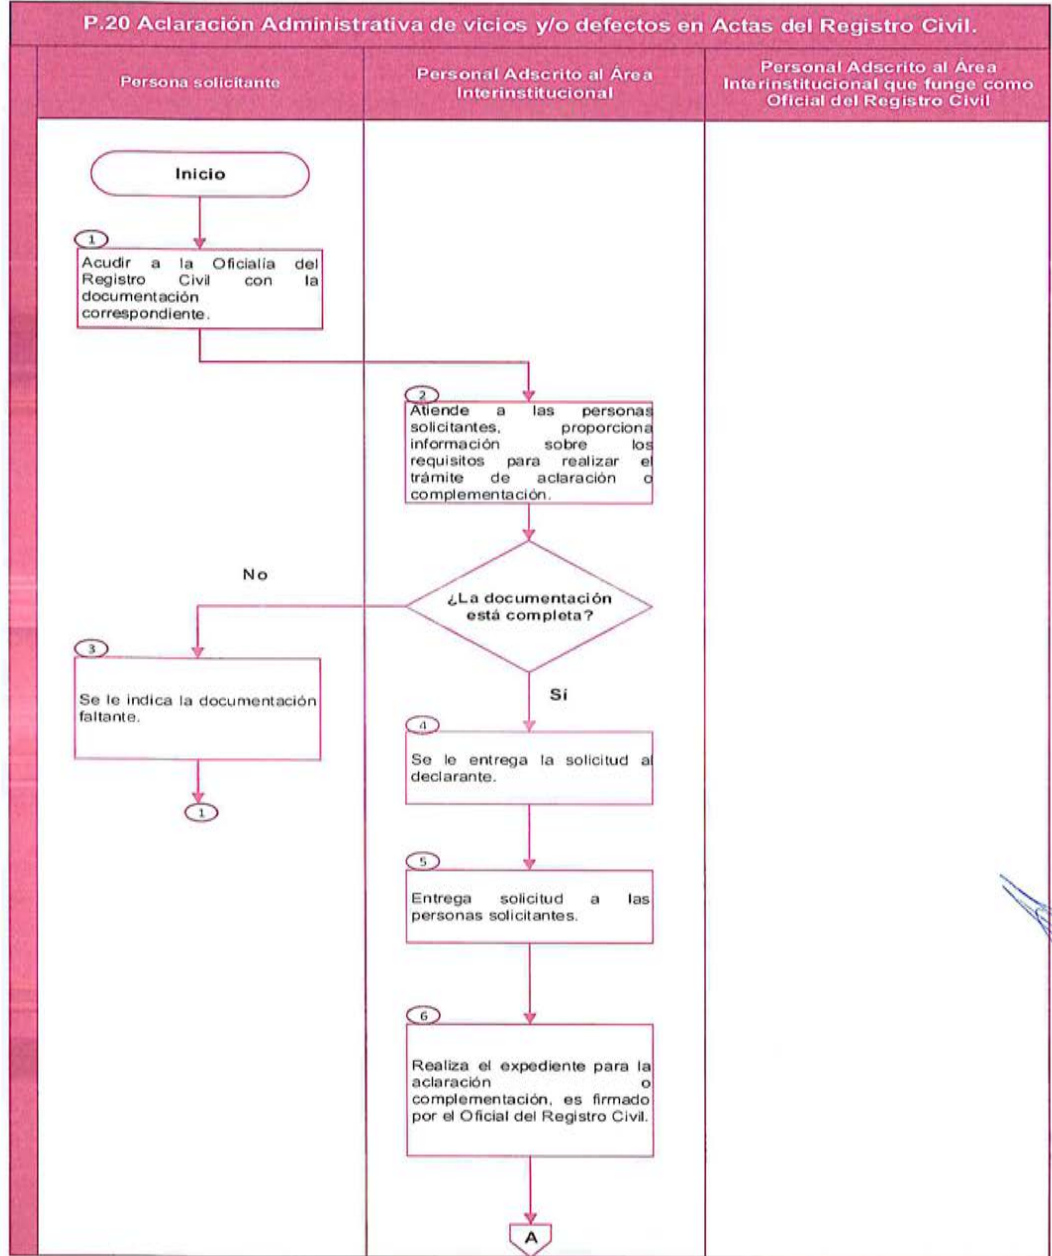 P.20 Aclaración Administrativa de vicios y/o defectos en Actas del Registro Civil.
Persona solicitante
Personal Adscrito al Área
Interinstitucional
Personal Adscrito al Área
Interinstitucional que funge como
Oficial del Registro Civil
Inicio
1
Acudir a la Oficialía del
Registro Civil con la
documentación
correspondiente.
2
Atiende a las personas
solicitantes, proporciona
información sobre los
requisitos para realizar el
trámite de aclaración o
complementación.
¿La documentación
está completa?
No
3
Se le indica la documentación
faltante.
1
Sí
4
Se le entrega la solicitud al
declarante.
5
Entrega solicitud a las
personas solicitantes.
6
Realiza el expediente para la
aclaración o
complementación, es firmado
por el Oficial del Registro Civil.
A